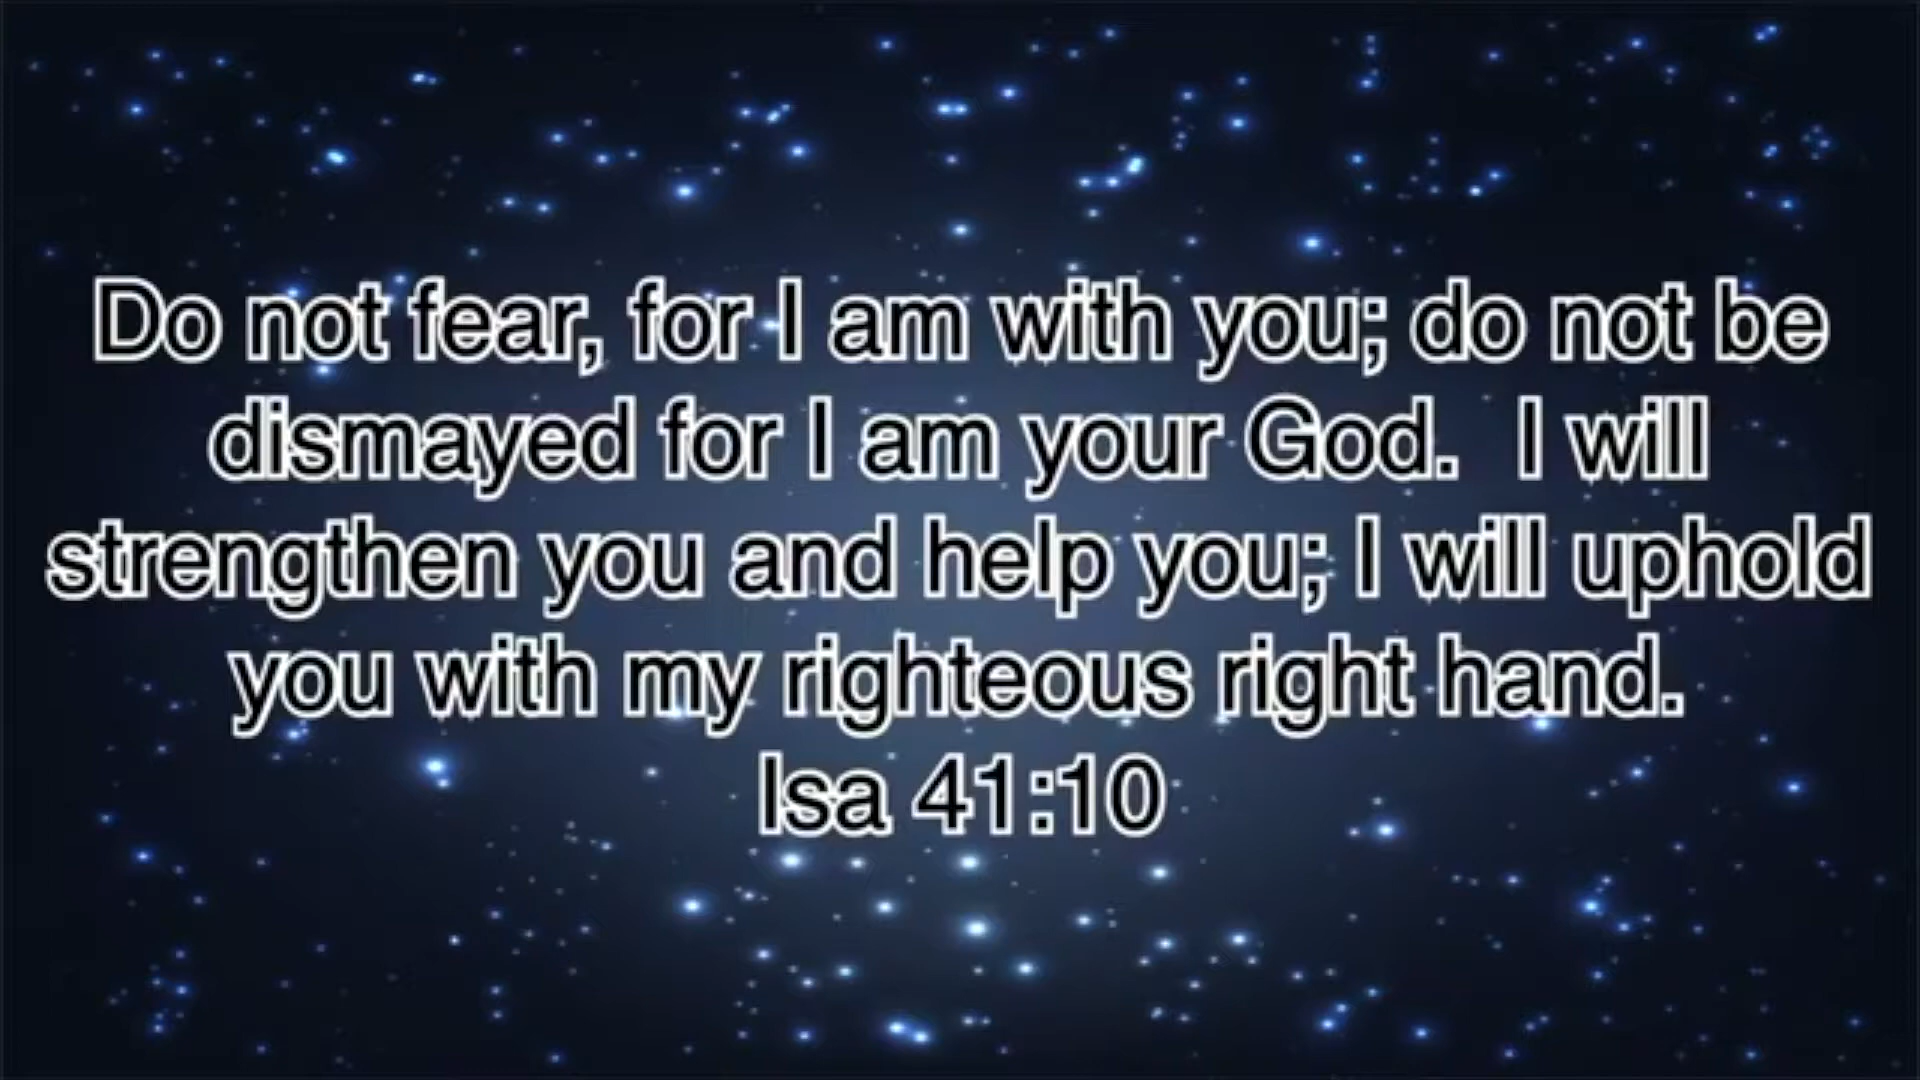 Do not fear, for I am with you; do not be
dismayed for I am your God.  I will
strengthen you and help you; I will uphold
you with my righteous right hand.
Isa 41:10